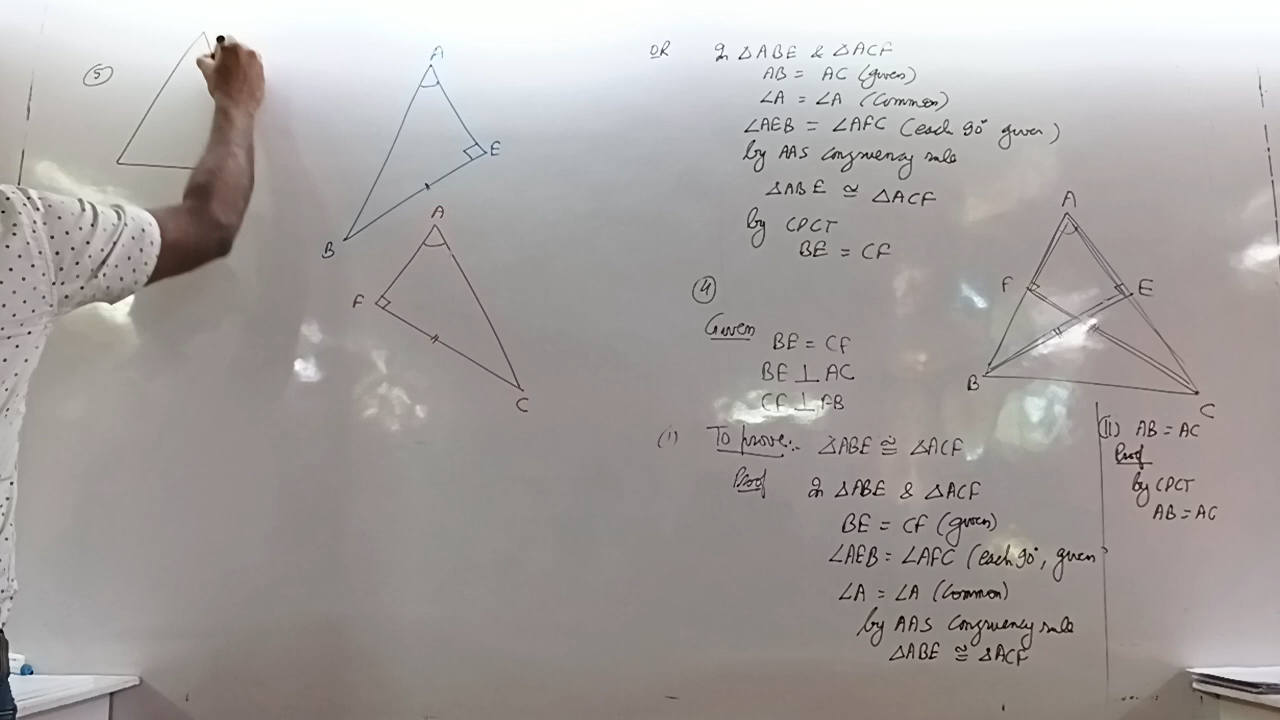 5
A
E
B
A
F
C
OR In △ABE & △ACF
AB = AC (given)
∠A = ∠A (Common)
∠AEB = ∠AFC (each 90° given)
by AAS congruency rule
△ABE ≅ △ACF
by CPCT
BE = CF
A
F
E
B
C
4
Given
BE = CF
BE ⊥ AC
CF ⊥ AB
(i) To prove:- △ABE ≅ △ACF
Proof In △ABE & △ACF
BE = CF (given)
∠AEB = ∠AFC (each 90°, given)
∠A = ∠A (Common)
by AAS Congruency rule
△ABE ≅ △ACF
(ii) AB = AC
Proof
by CPCT
AB = AC